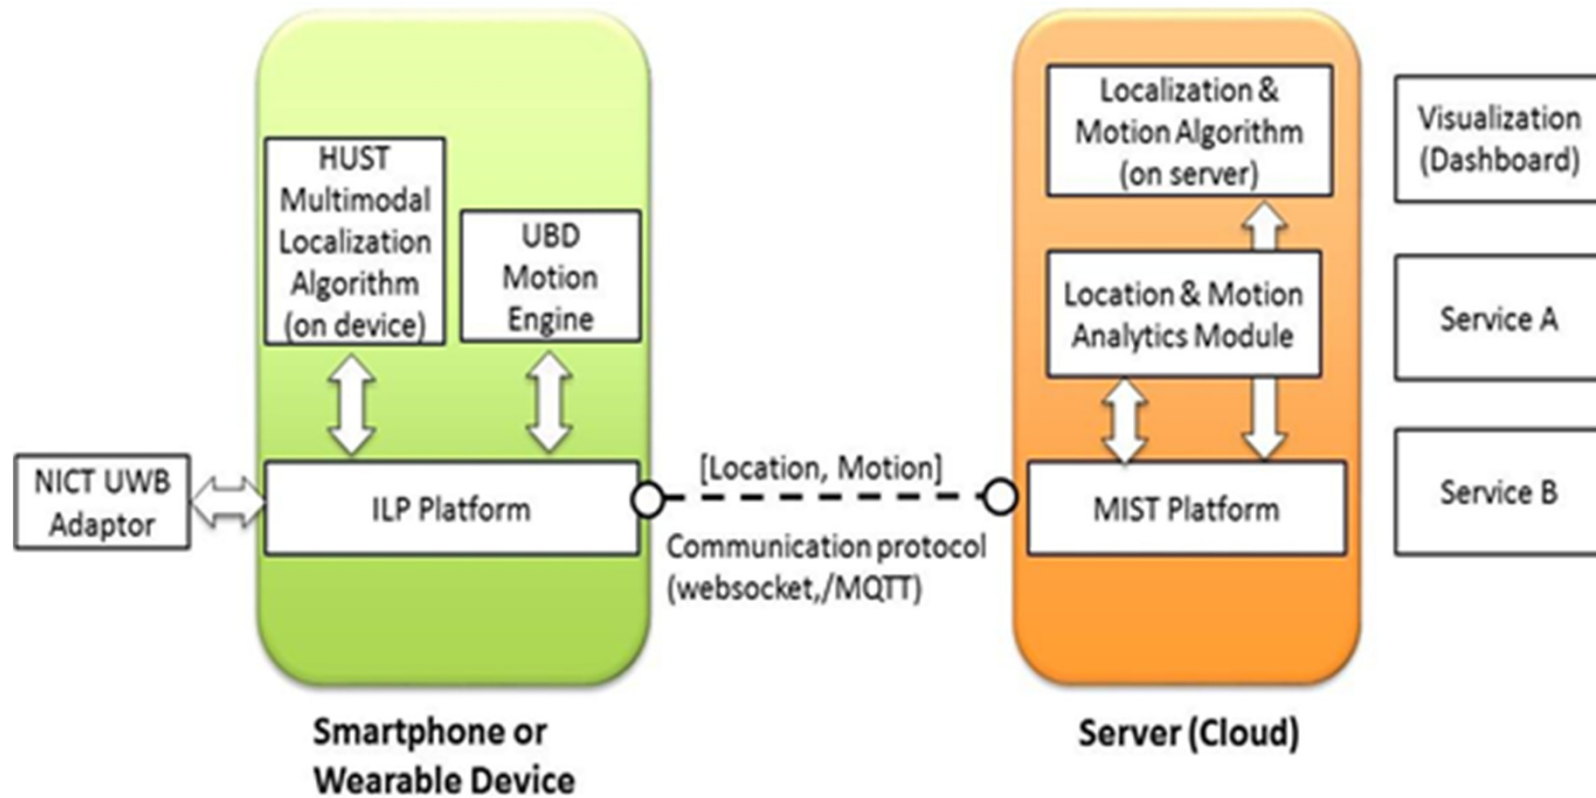 HUST
Multimodal
Localization
Algorithm
(on device)
UBD
Motion
Engine
NICT UWB
Adaptor
ILP Platform
[Location, Motion]
Communication protocol
(websocket,/MQTT)
Localization &
Motion Algorithm
(on server)
Location & Motion
Analytics Module
MIST Platform
Visualization
(Dashboard)
Service A
Service B
Smartphone or
Wearable Device
Server (Cloud)